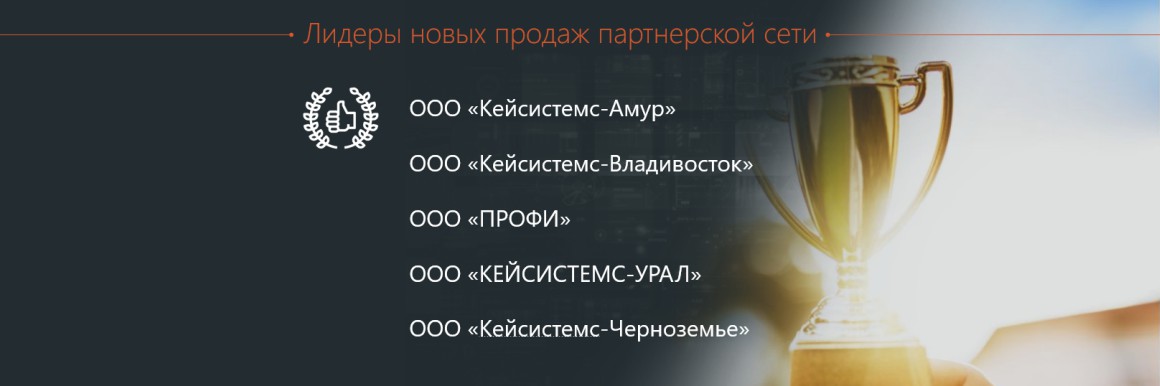 Лидеры новых продаж партнерской сети
ООО «Кейсистемс-Амур»
ООО «Кейсистемс-Владивосток»
ООО «ПРОФИ»
ООО «КЕЙСИСТЕМС-УРАЛ»
ООО «Кейсистемс-Черноземье»